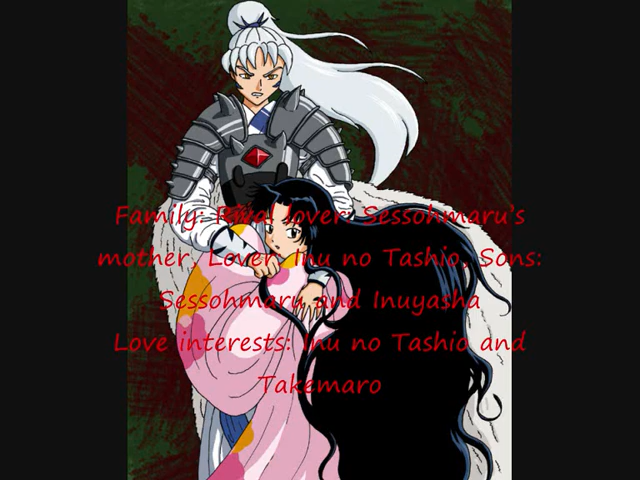 Family: Rival lover: Sessohmaru's
mother, Lover: Inu no Tashio, Sons:
Sessohmaru and Inuyasha
Love interests: Inu no Tashio and
Takemaro